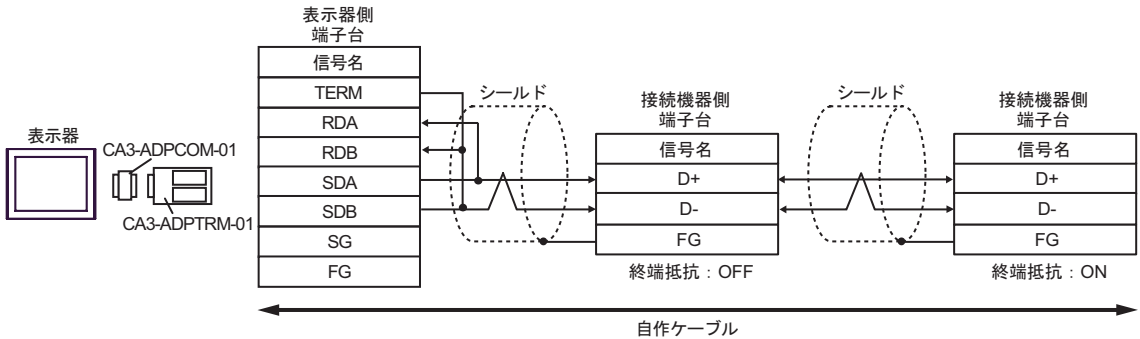 表示器
CA3-ADPCOM-01
CA3-ADPTRM-01
表示器側
端子台
信号名
TERM
RDA
RDB
SDA
SDB
SG
FG
シールド
接続機器側
端子台
信号名
D+
D-
FG
終端抵抗：OFF
シールド
接続機器側
端子台
信号名
D+
D-
FG
終端抵抗：ON
自作ケーブル